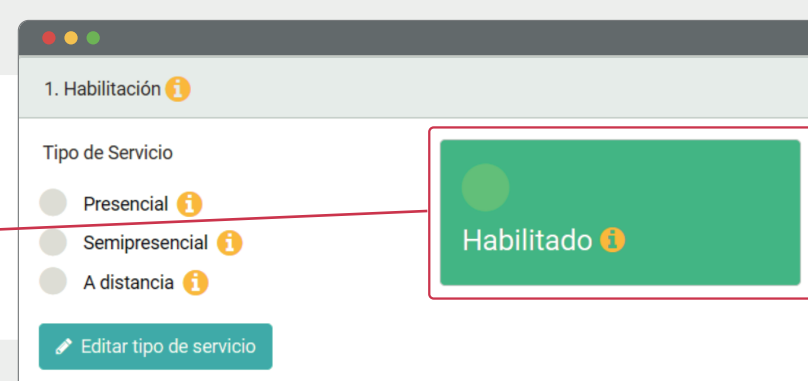 1. Habilitación
Tipo de Servicio
Presencial
Semipresencial
A distancia
Editar tipo de servicio
Habilitado